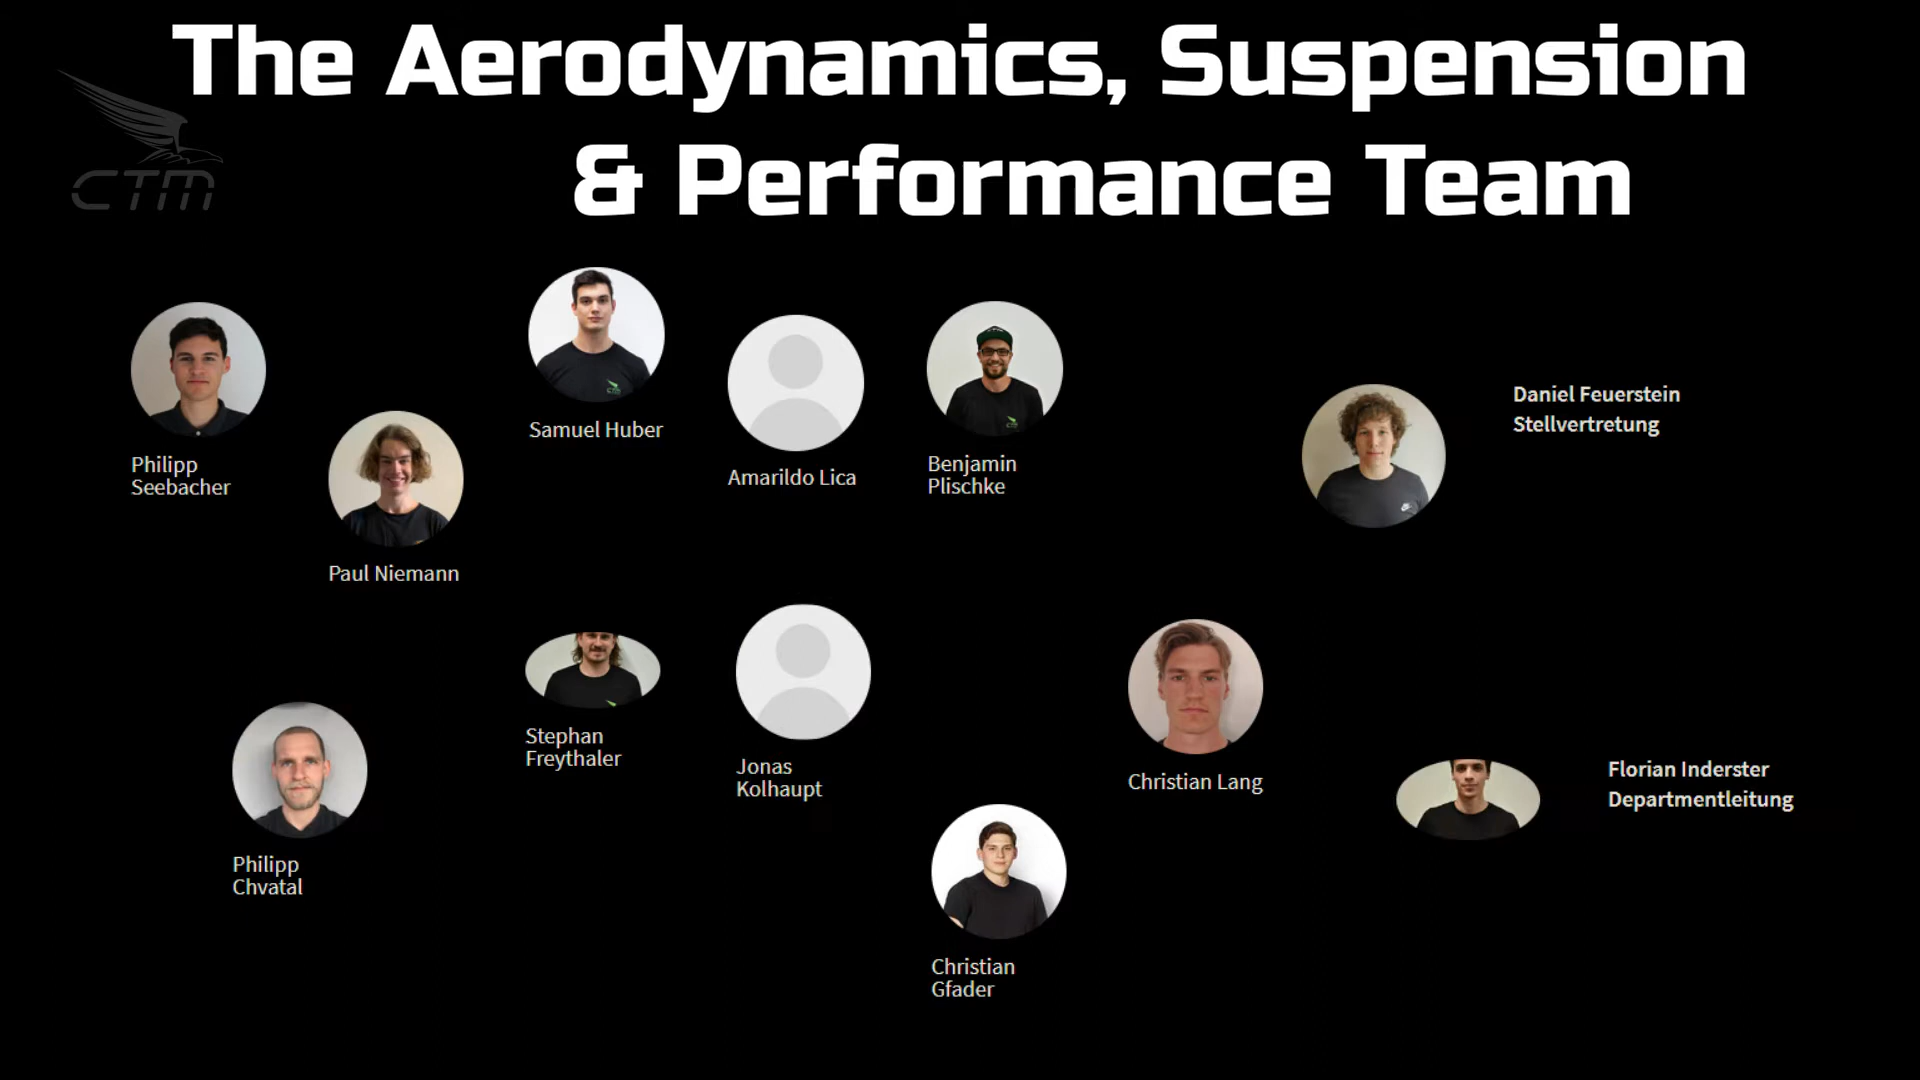 The Aerodynamics, Suspension
& Performance Team
CTM
Philipp
Seebacher
Paul Niemann
Samuel Huber
Amarildo Lica
Benjamin
Plischke
Daniel Feuerstein
Stellvertretung
Philipp
Chvatal
Stephan
Freythaler
Jonas
Kolhaupt
Christian
Gfader
Christian Lang
Florian Inderster
Departmentleitung